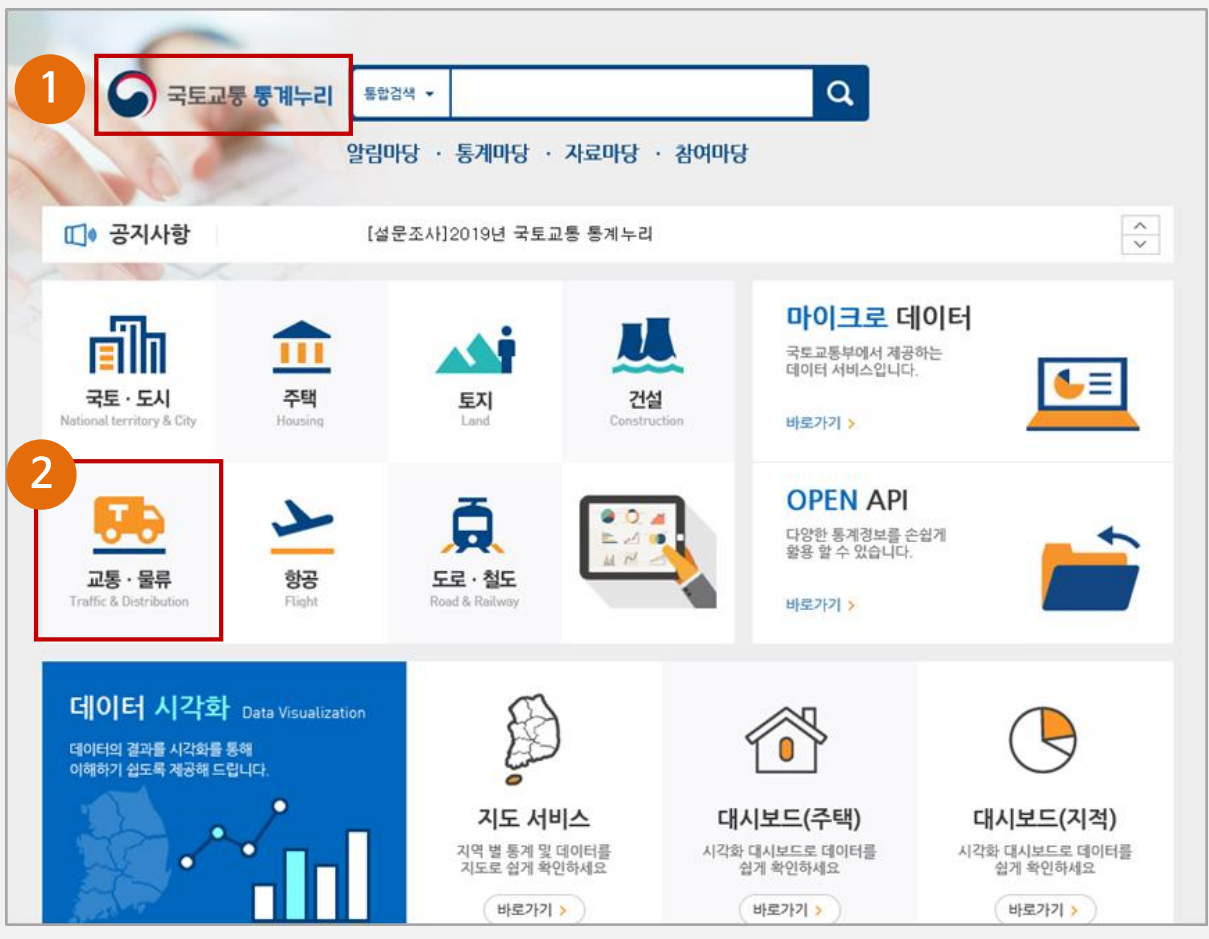 1
국토교통 통계누리
통합검색
알림마당 · 통계마당 · 자료마당 · 참여마당
공지사항
[설문조사]2019년 국토교통 통계누리
국토 · 도시
National territory & City
주택
Housing
토지
Land
건설
Construction
마이크로 데이터
국토교통부에서 제공하는
데이터 서비스입니다.
바로가기 >
2
T
교통 · 물류
Traffic & Distribution
항공
Flight
도로 · 철도
Road & Railway
OPEN API
다양한 통계정보를 손쉽게
활용 할 수 있습니다.
바로가기 >
데이터 시각화 Data Visualization
데이터의 결과를 시각화를 통해
이해하기 쉽도록 제공해 드립니다.
지도 서비스
지역 별 통계 및 데이터를
지도로 쉽게 확인하세요
바로가기 >
대시보드(주택)
시각화 대시보드로 데이터를
쉽게 확인하세요
바로가기 >
대시보드(지적)
시각화 대시보드로 데이터를
쉽게 확인하세요
바로가기 >